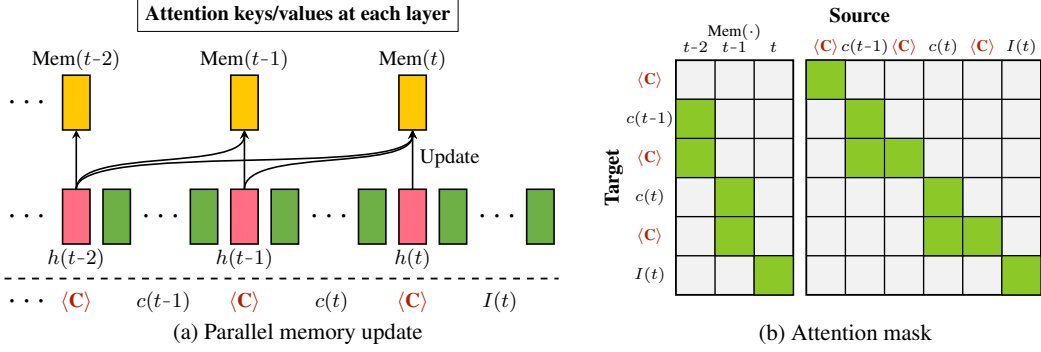 Attention keys/values at each layer
Mem(t-2) Mem(t-1) Mem(t)
· · ·
Update
· · · · · · · · · · · ·
h(t-2) h(t-1) h(t)
· · · ⟨C⟩ c(t-1) ⟨C⟩ c(t) ⟨C⟩ I(t)
(a) Parallel memory update
Source
Mem(·)
t-2 t-1 t ⟨C⟩ c(t-1) ⟨C⟩ c(t) ⟨C⟩ I(t)
Target
⟨C⟩
c(t-1)
⟨C⟩
c(t)
⟨C⟩
I(t)
(b) Attention mask